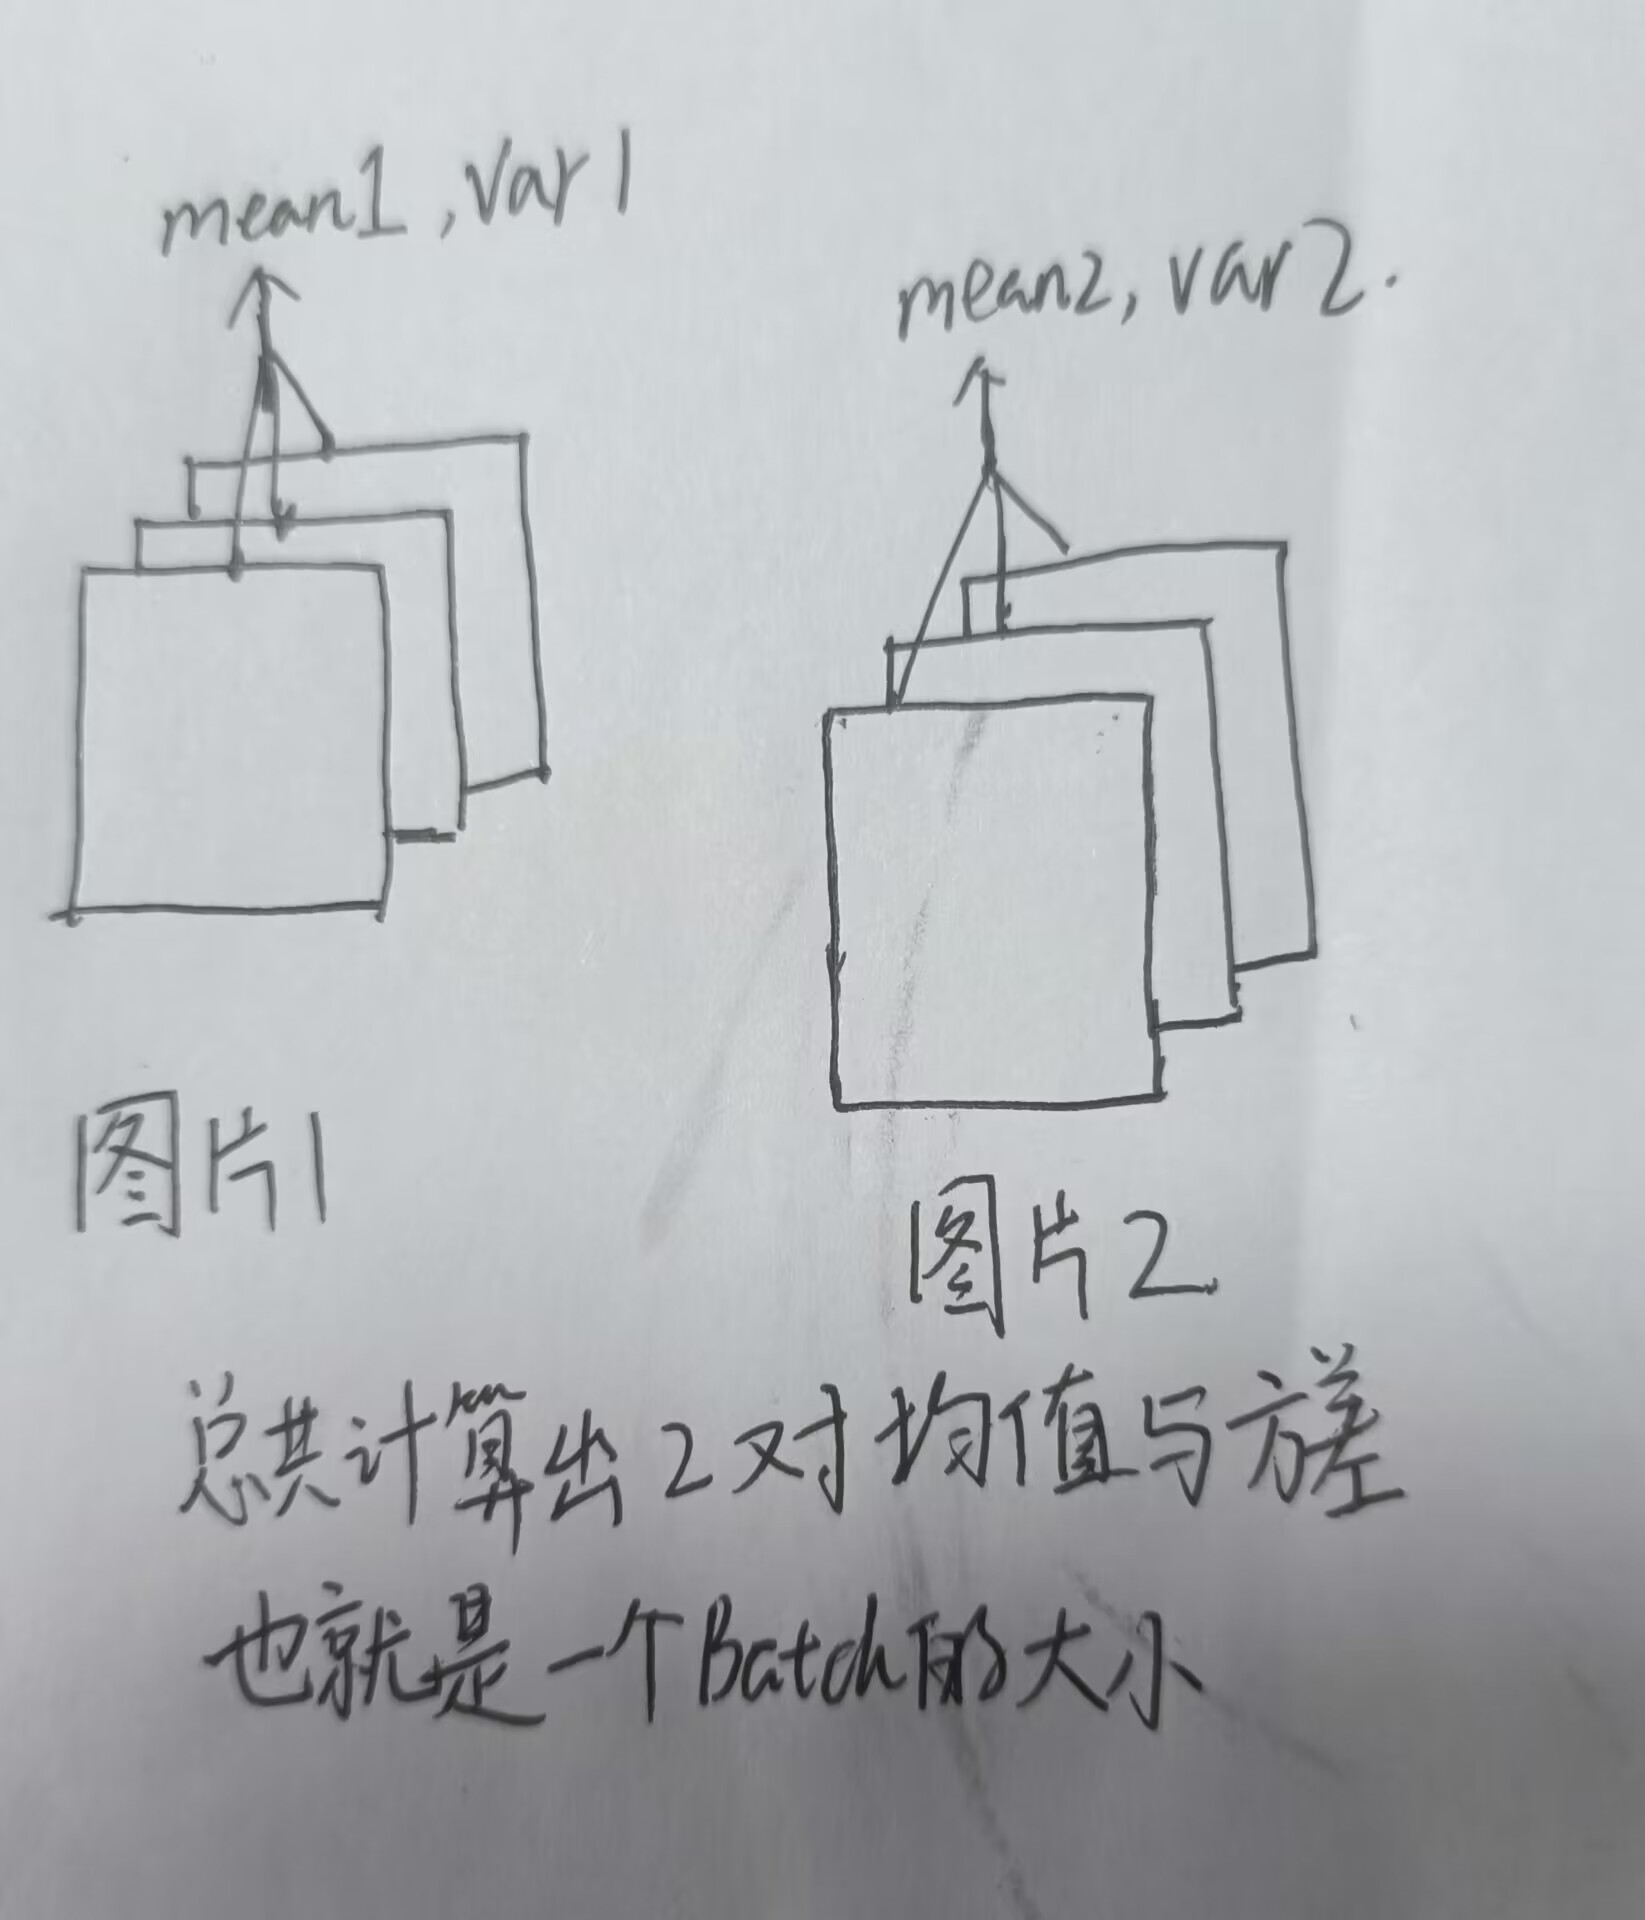 mean1,var1
mean2,var2.
图片1
图片2
总共计算出2对均值与方差
也就是一个Batch的大小